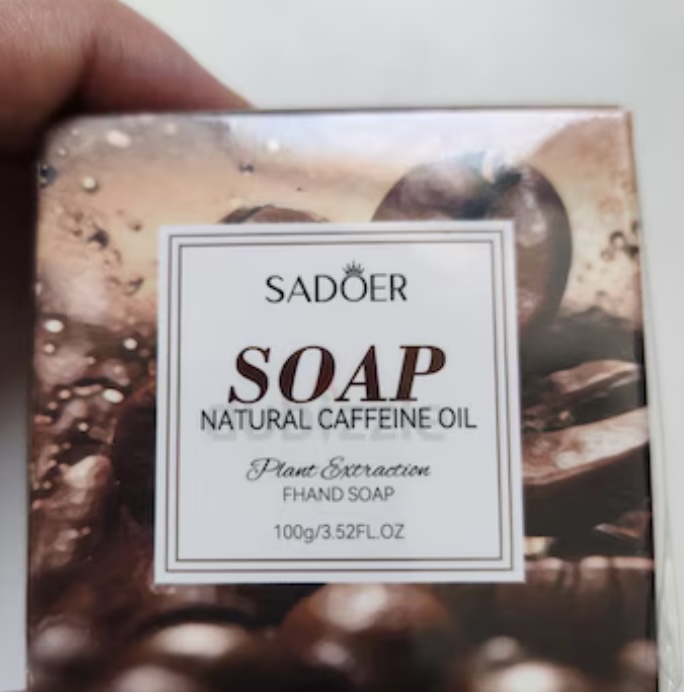 SADOER
SOAP
NATURAL CAFFEINE OIL
Plant Extraction
FHAND SOAP
100g/3.52FL.OZ